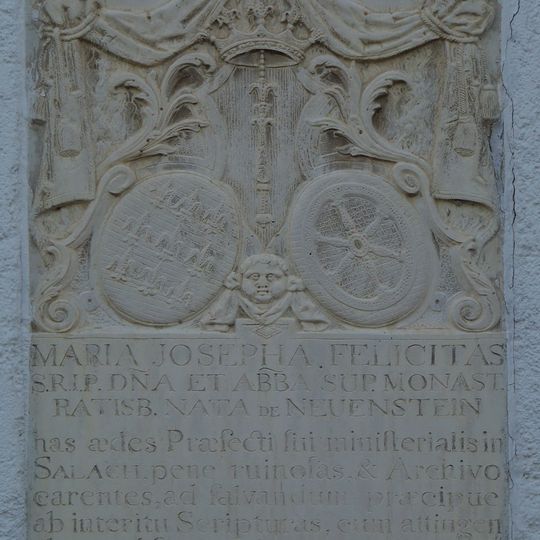 MARIA JOSEPHA FELICITAS
S.R.I.P. DÑA ET ABBA SUP. MONAST.
RATISB. NATA DE NEUENSTEIN
has ædes Præfecti sui ministerialis in
SALACH. pene ruinosas, & Archivo
carentes, ad salvandum præcipue
ab interitu Scripturas, cum attingen